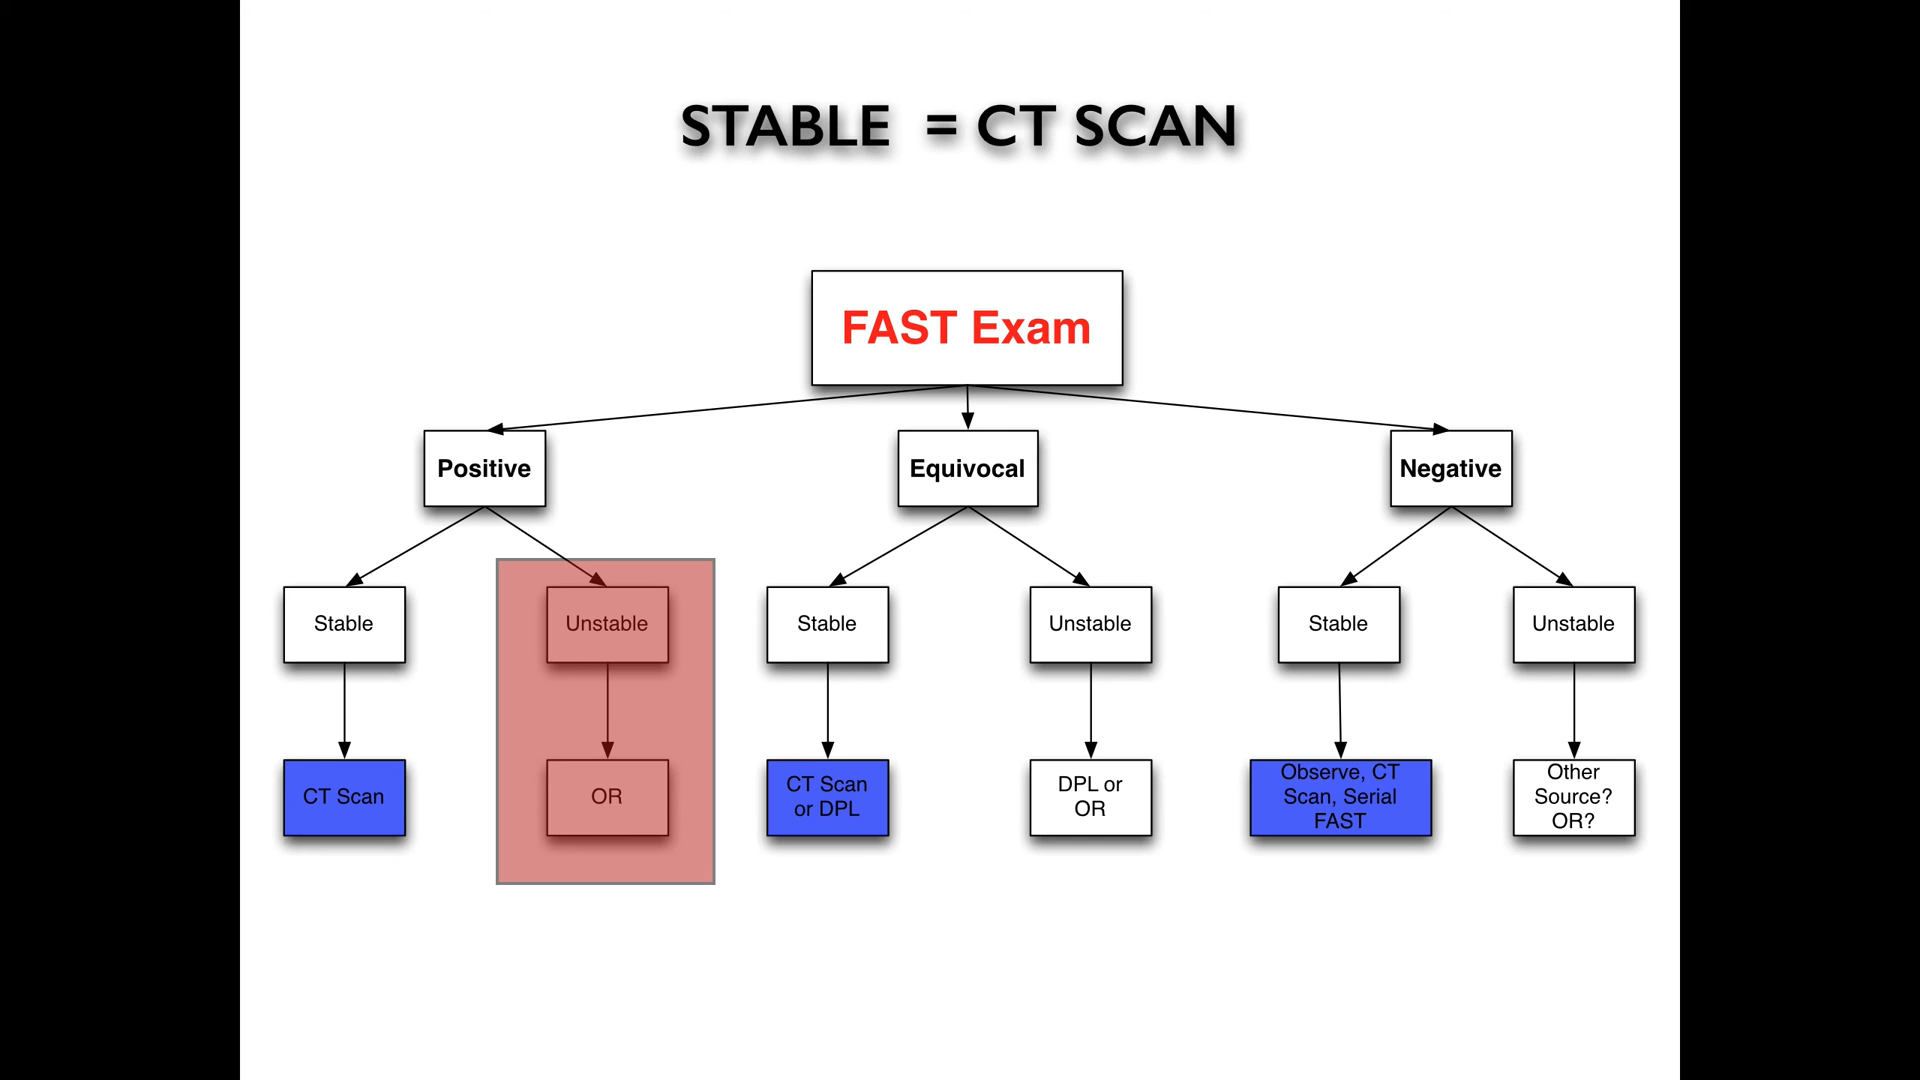 STABLE = CT SCAN
FAST Exam
Positive
Equivocal
Negative
Stable
Unstable
Stable
Unstable
Stable
Unstable
CT Scan
OR
CT Scan
or DPL
DPL or
OR
Observe, CT
Scan, Serial
FAST
Other
Source?
OR?